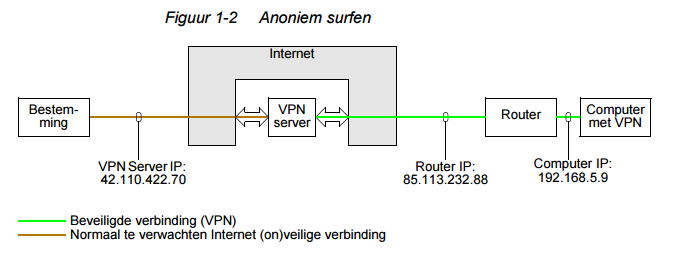 Figuur 1-2 Anoniem surfen
Internet
Bestem-
ming
VPN
server
Router
Computer
met VPN
VPN Server IP:
42.110.422.70
Router IP:
85.113.232.88
Computer IP:
192.168.5.9
Beveiligde verbinding (VPN)
Normaal te verwachten Internet (on)veilige verbinding